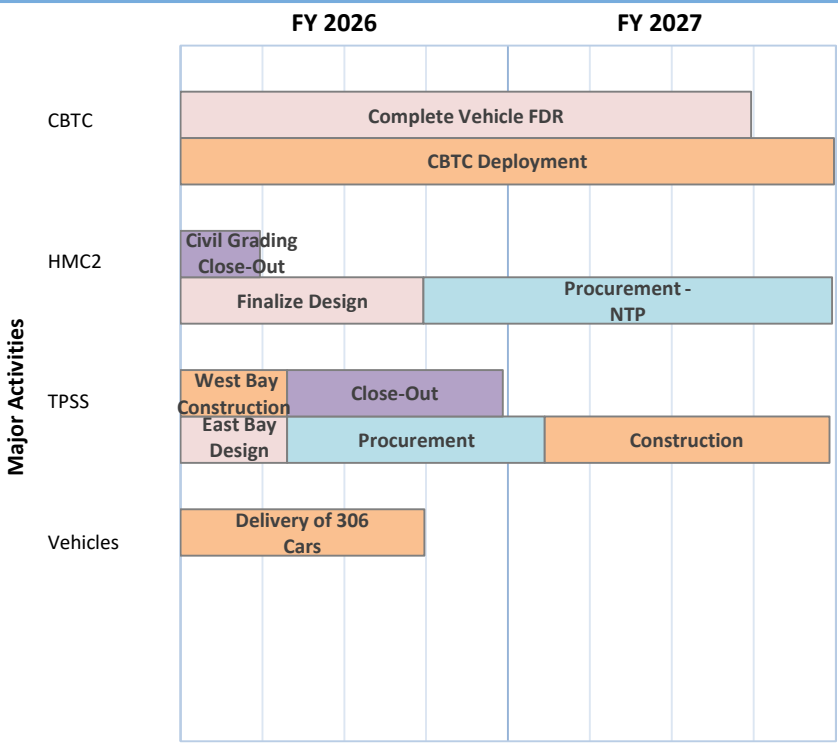 FY 2026
FY 2027
Major Activities
CBTC
Complete Vehicle FDR
CBTC Deployment
HMC2
Civil Grading
Close-Out
Finalize Design
Procurement -
NTP
TPSS
West Bay
Construction
Close-Out
East Bay
Design
Procurement
Construction
Vehicles
Delivery of 306
Cars